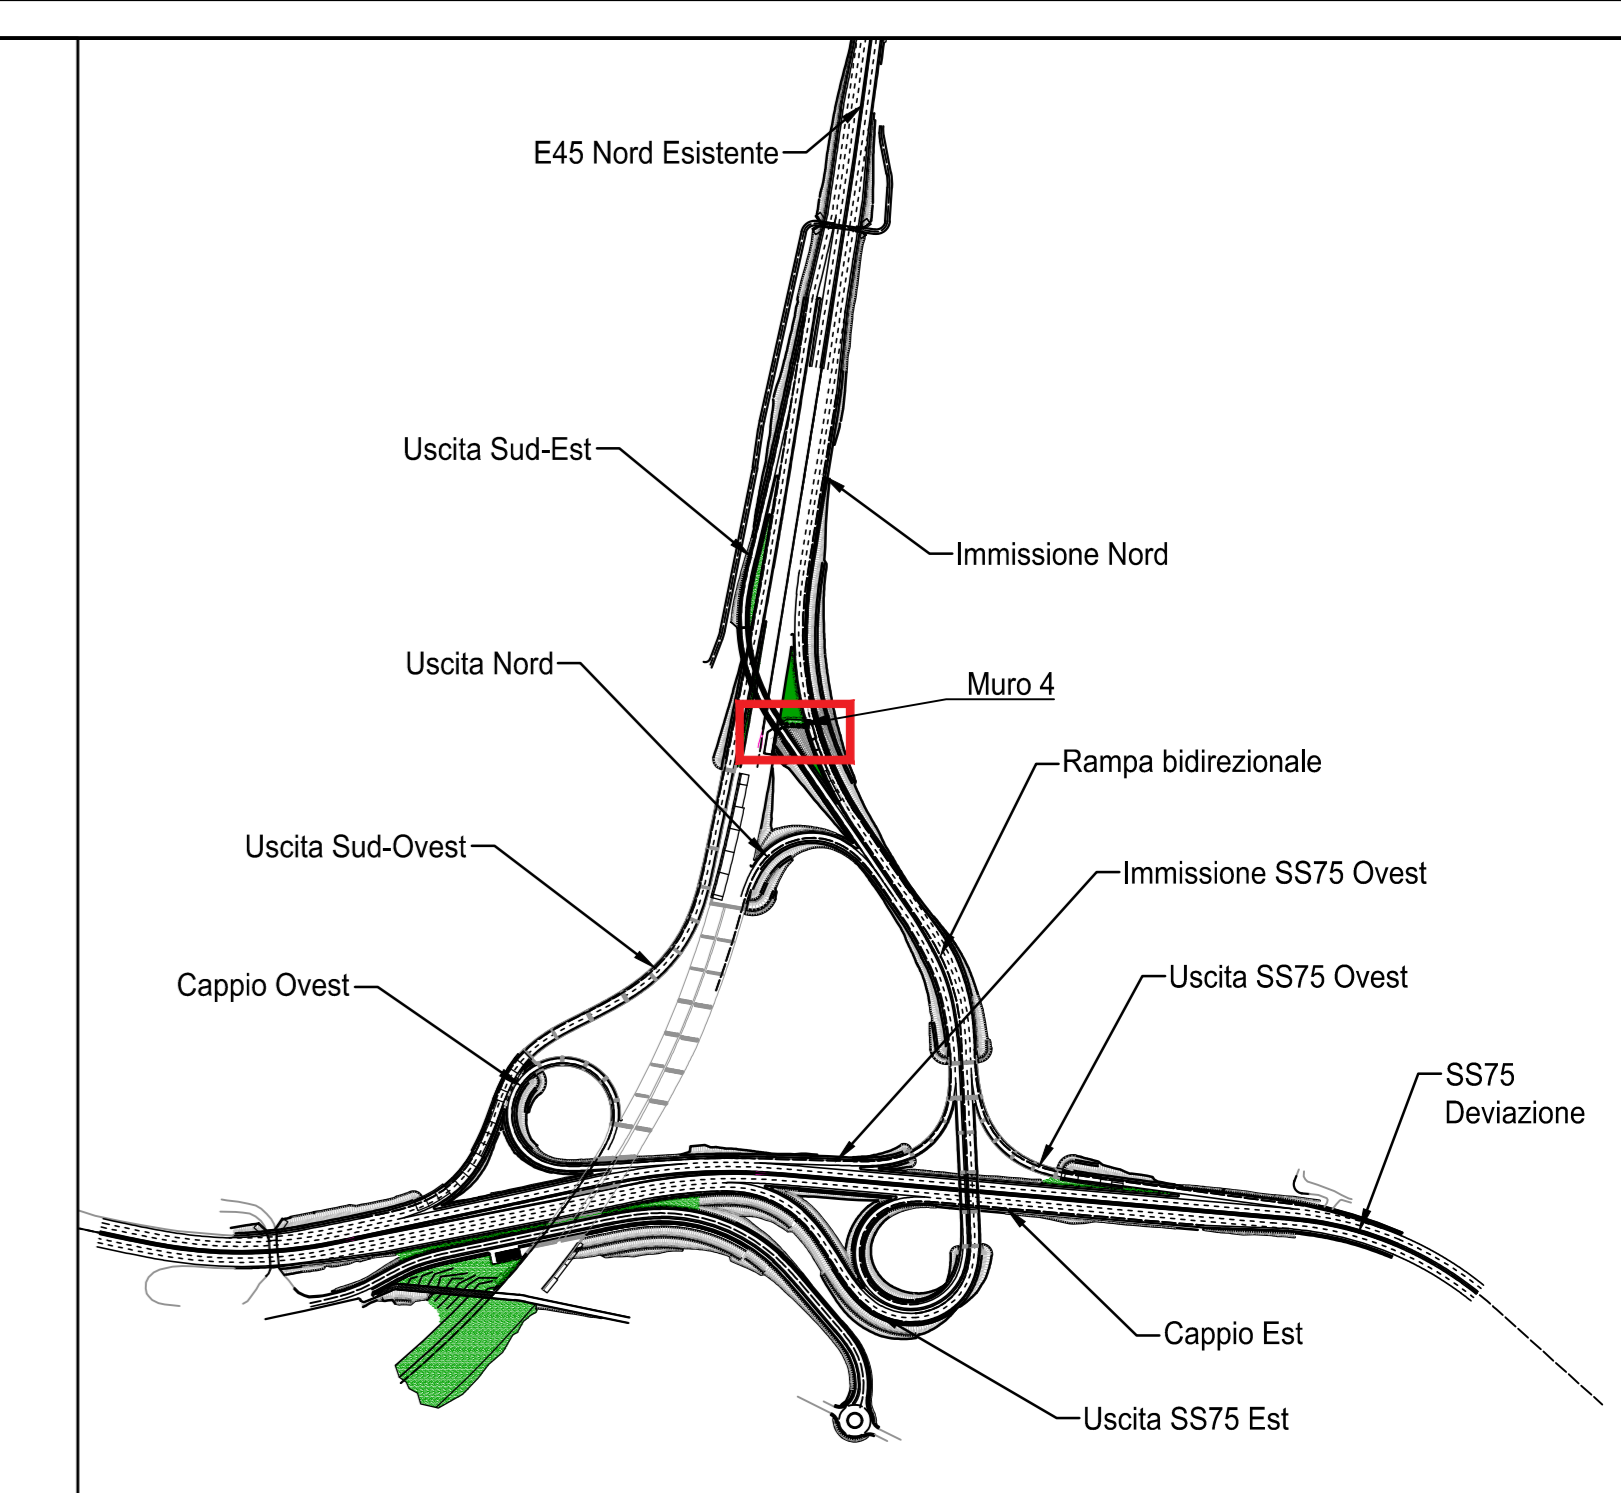 E45 Nord Esistente
Uscita Sud-Est
Immissione Nord
Uscita Nord
Muro 4
Rampa bidirezionale
Uscita Sud-Ovest
Immissione SS75 Ovest
Cappio Ovest
Uscita SS75 Ovest
SS75
Deviazione
Cappio Est
Uscita SS75 Est